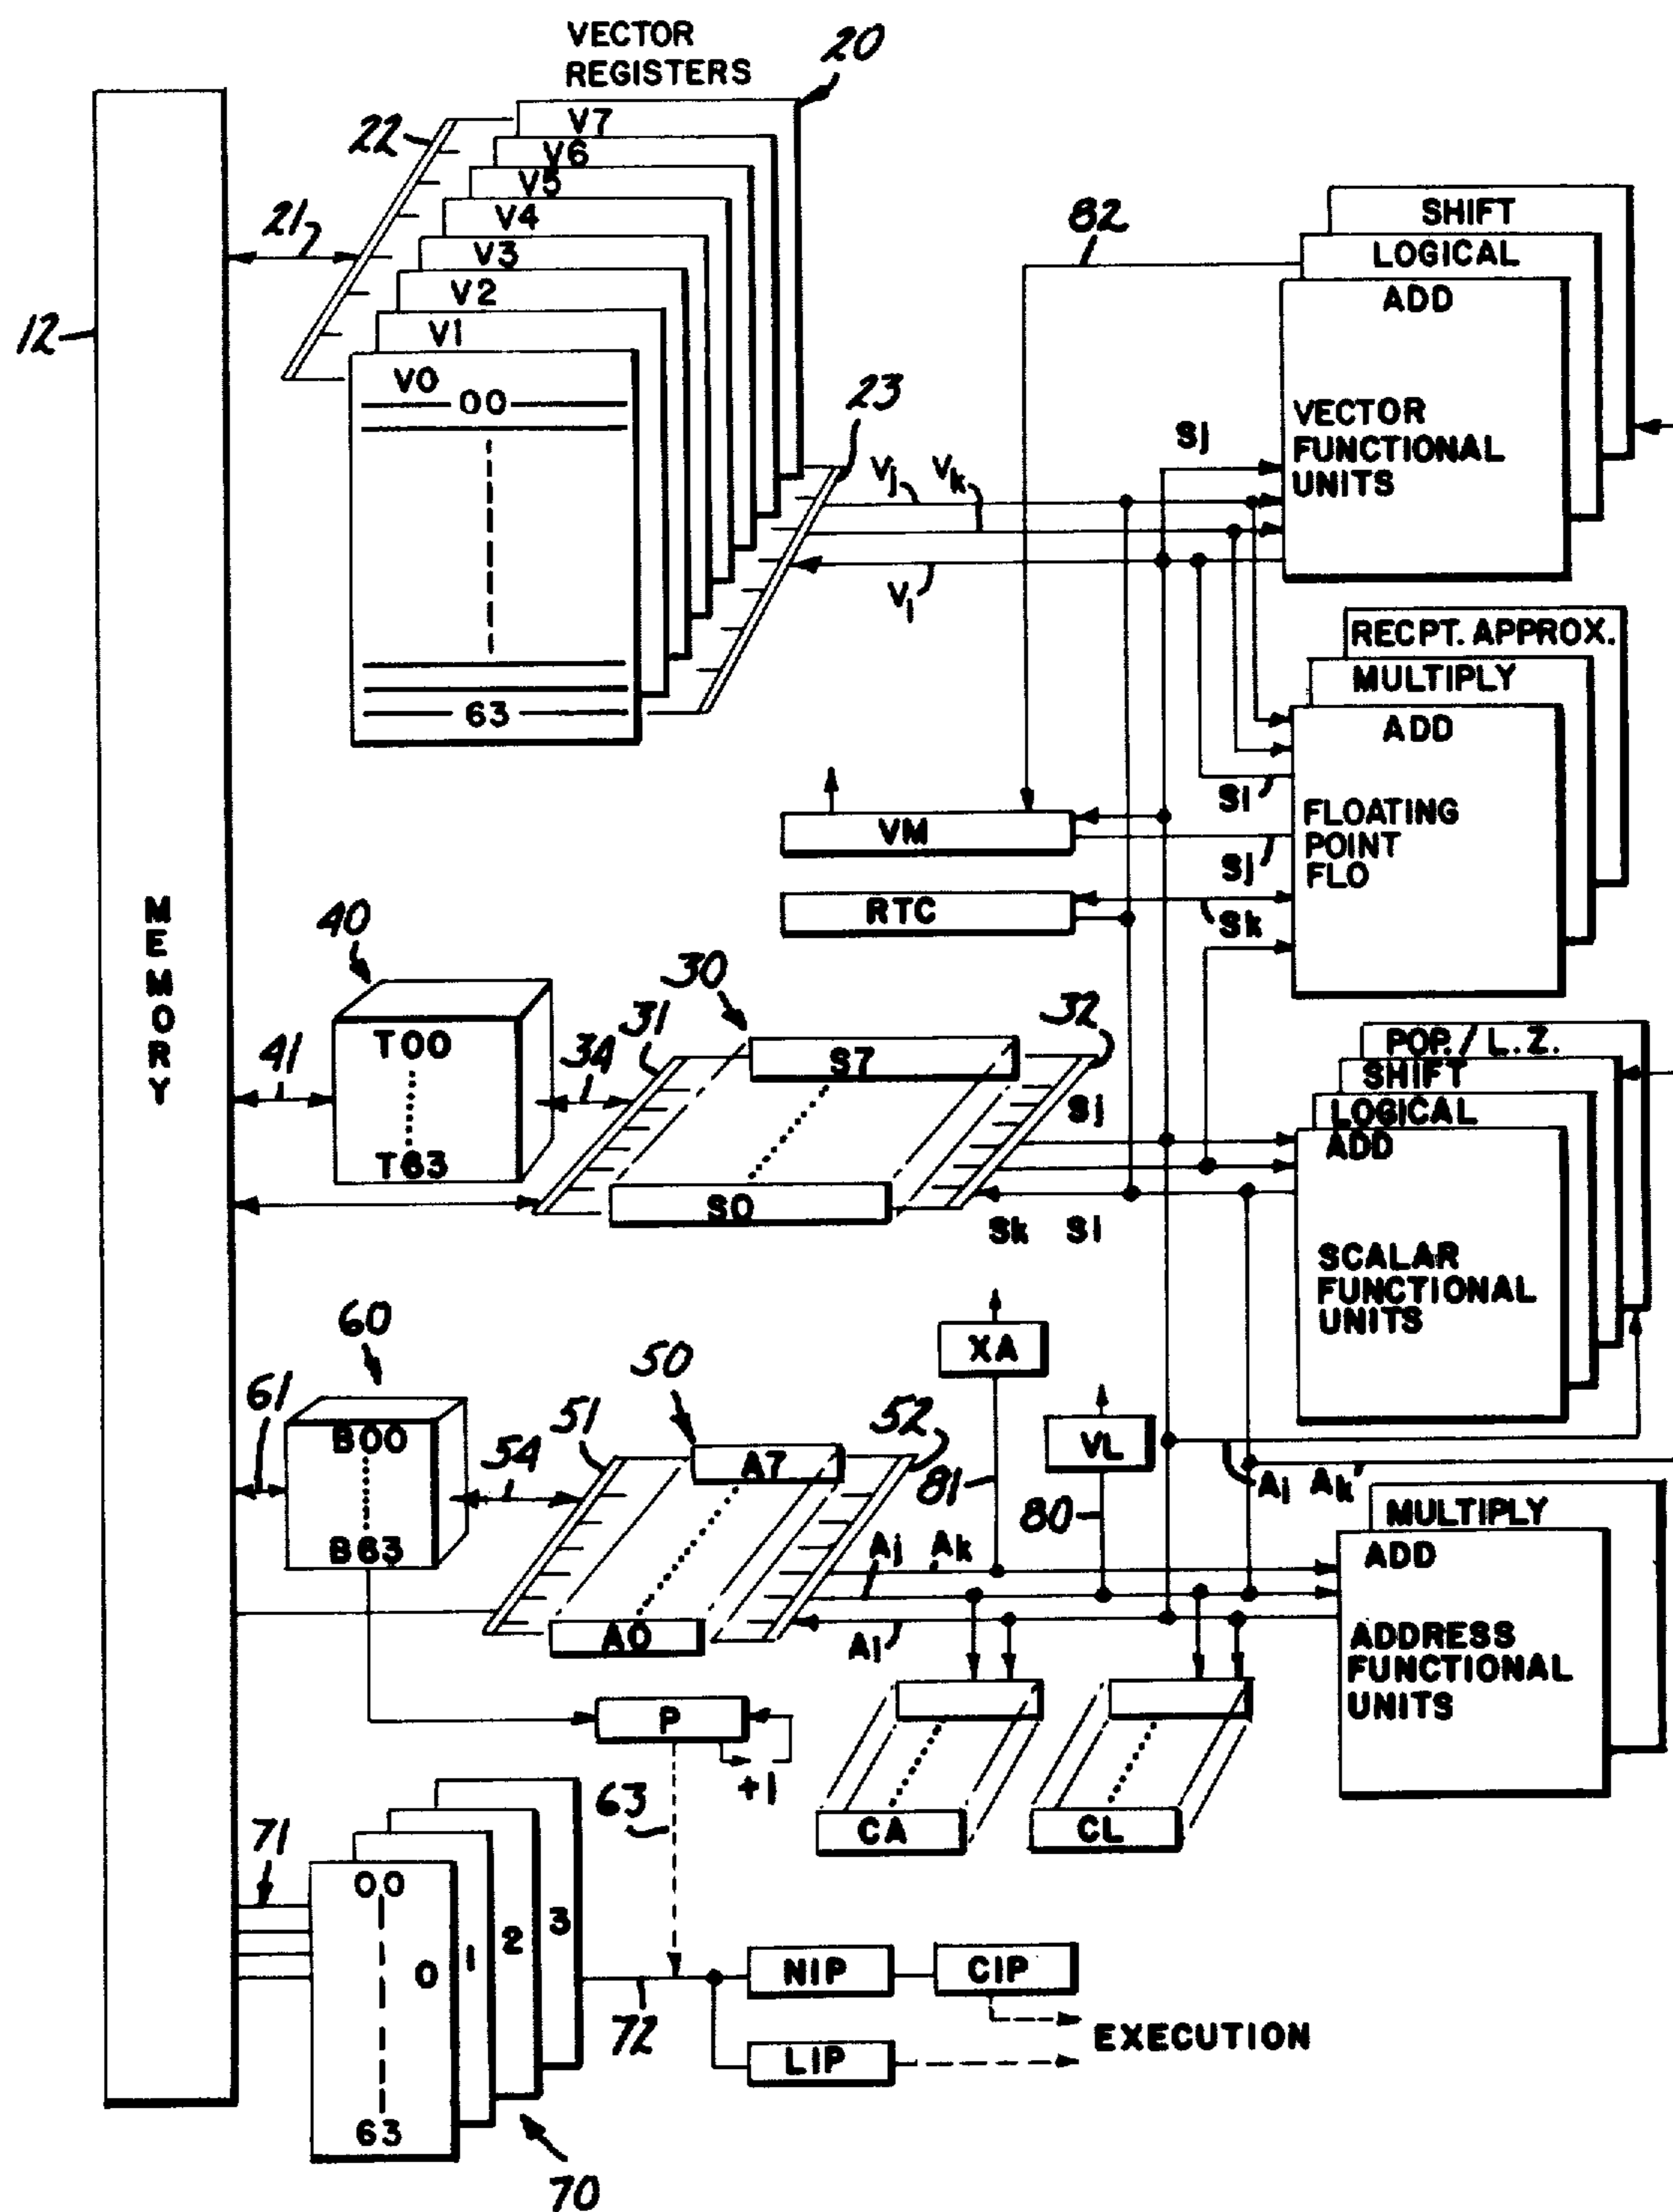 VECTOR
REGISTERS
20
22
V7
V6
V5
V4
V3
V2
V1
V0
00
63
21
12
23
82
SHIFT
LOGICAL
ADD
VECTOR
FUNCTIONAL
UNITS
Sj
Vj
Vk
Vi
RECPT. APPROX.
MULTIPLY
ADD
FLOATING
POINT
FLO
Si
Sj
Sk
VM
RTC
MEMORY
40
T00
T63
41
34
31
30
32
S7
S0
Sj
Sk Si
POP. / L.Z.
SHIFT
LOGICAL
ADD
SCALAR
FUNCTIONAL
UNITS
XA
VL
81
80
60
B00
B63
61
54
51
50
52
A7
A0
Aj Ak
Ai
Ai Ak
MULTIPLY
ADD
ADDRESS
FUNCTIONAL
UNITS
P
+1
63
CA
CL
71
00
63
0
1
2
3
70
72
NIP
CIP
LIP
EXECUTION